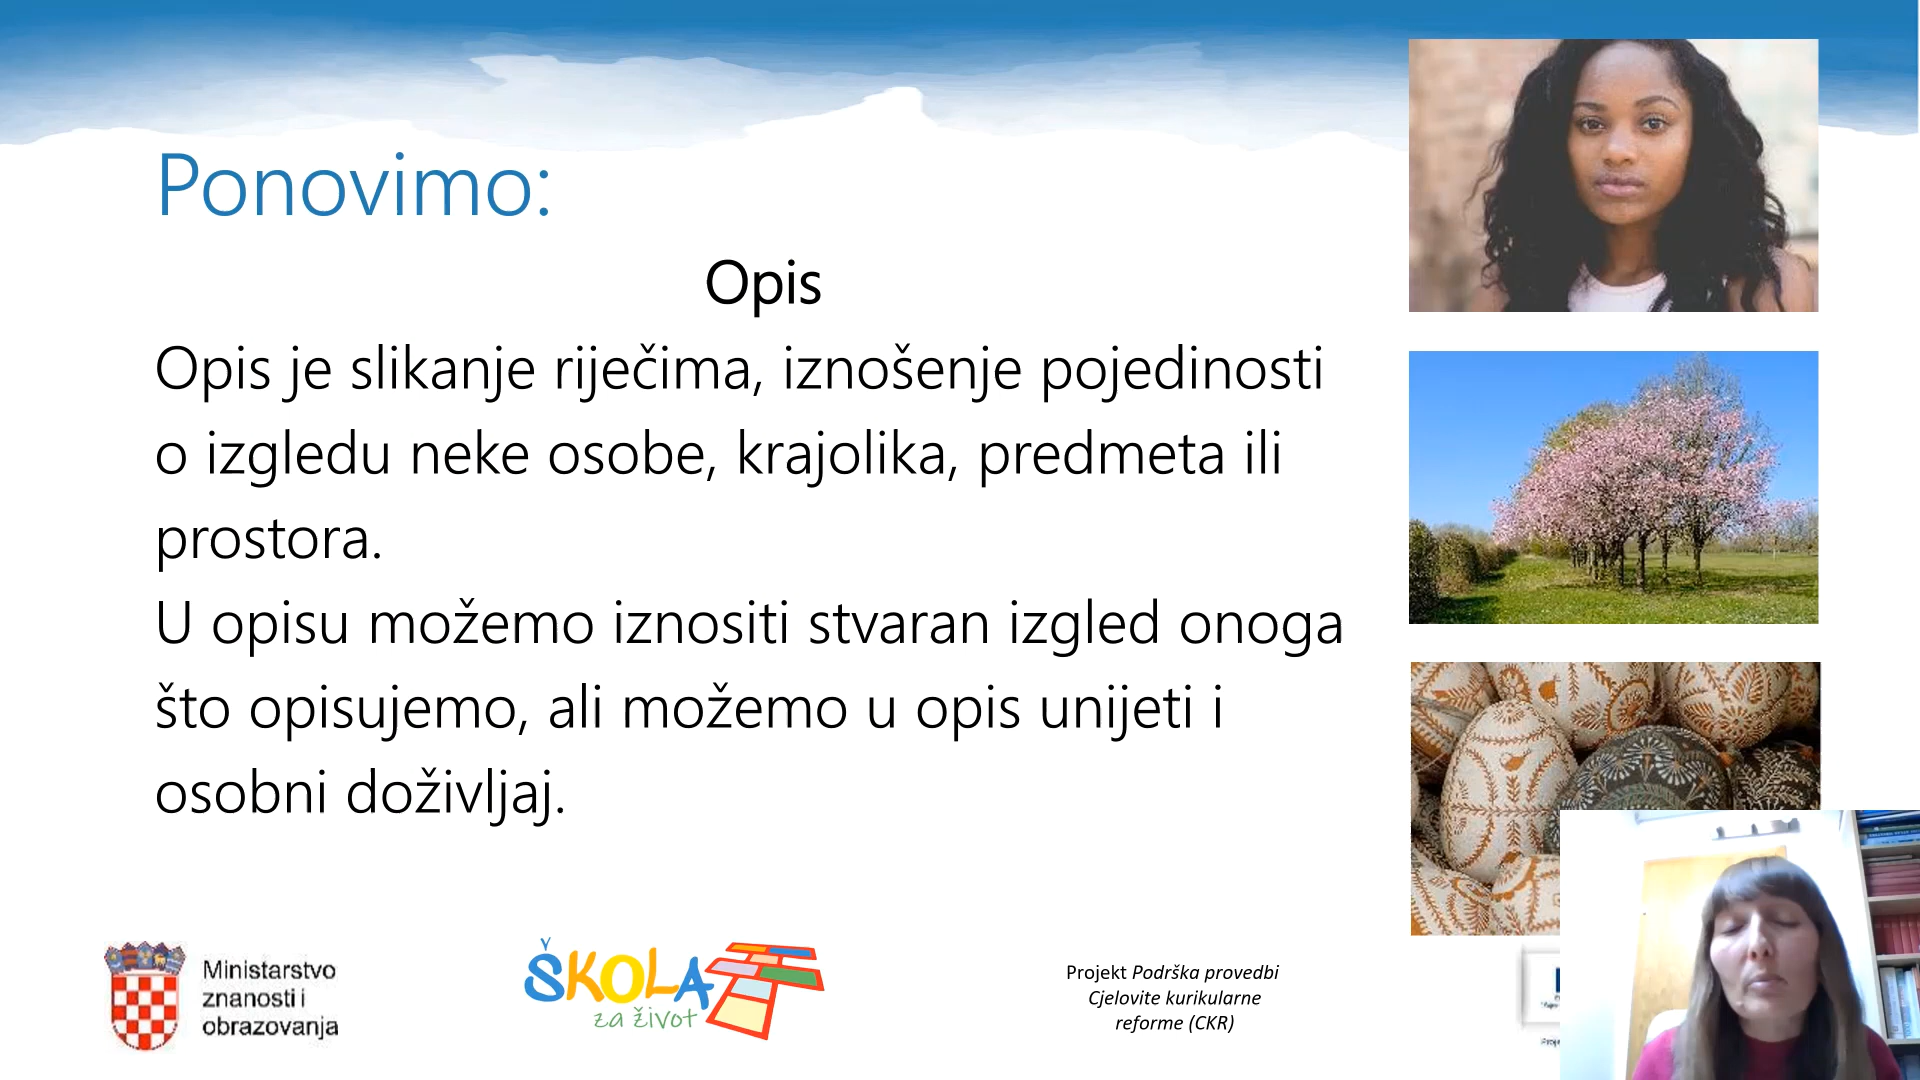 Ponovimo:
Opis
Opis je slikanje riječima, iznošenje pojedinosti
o izgledu neke osobe, krajolika, predmeta ili
prostora.
U opisu možemo iznositi stvaran izgled onoga
što opisujemo, ali možemo u opis unijeti i
osobni doživljaj.
Ministarstvo
znanosti i
obrazovanja
ŠKOLA
za život
Projekt Podrška provedbi
Cjelovite kurikularne
reforme (CKR)